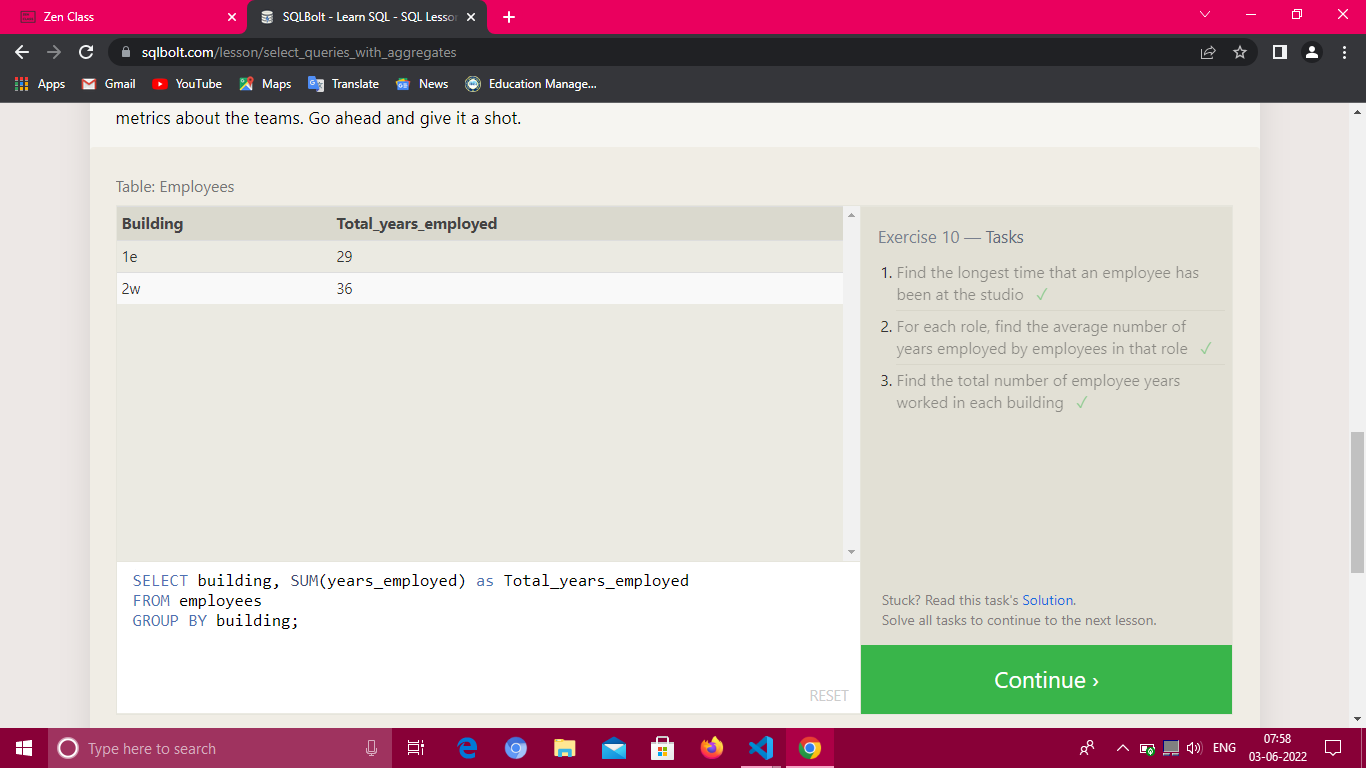 Zen Class
SQLBolt - Learn SQL - SQL Lesson
sqlbolt.com/lesson/select_queries_with_aggregates
Apps Gmail YouTube Maps Translate News Education Manage...
metrics about the teams. Go ahead and give it a shot.
Table: Employees
Building Total_years_employed
1e 29
2w 36
SELECT building, SUM(years_employed) as Total_years_employed
FROM employees
GROUP BY building;
RESET
Exercise 10 — Tasks
1. Find the longest time that an employee has
been at the studio ✓
2. For each role, find the average number of
years employed by employees in that role ✓
3. Find the total number of employee years
worked in each building ✓
Stuck? Read this task's Solution.
Solve all tasks to continue to the next lesson.
Continue ›
Type here to search
ENG
07:58
03-06-2022